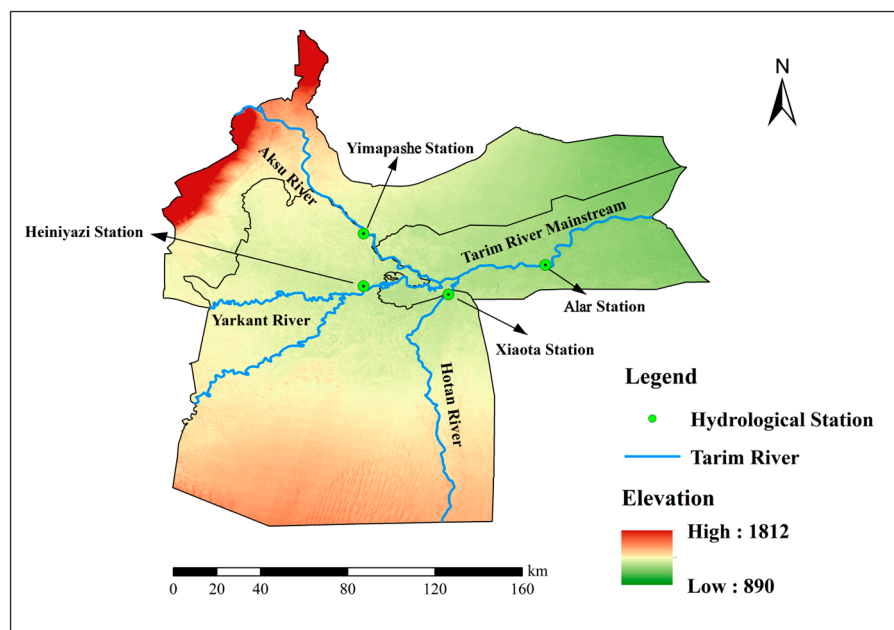 N
Yimapashe Station
Aksu River
Heiniyazi Station
Tarim River Mainstream
Alar Station
Yarkant River
Xiaota Station
Hotan River
Legend
Hydrological Station
Tarim River
Elevation
High : 1812
Low : 890
km
0 20 40 80 120 160